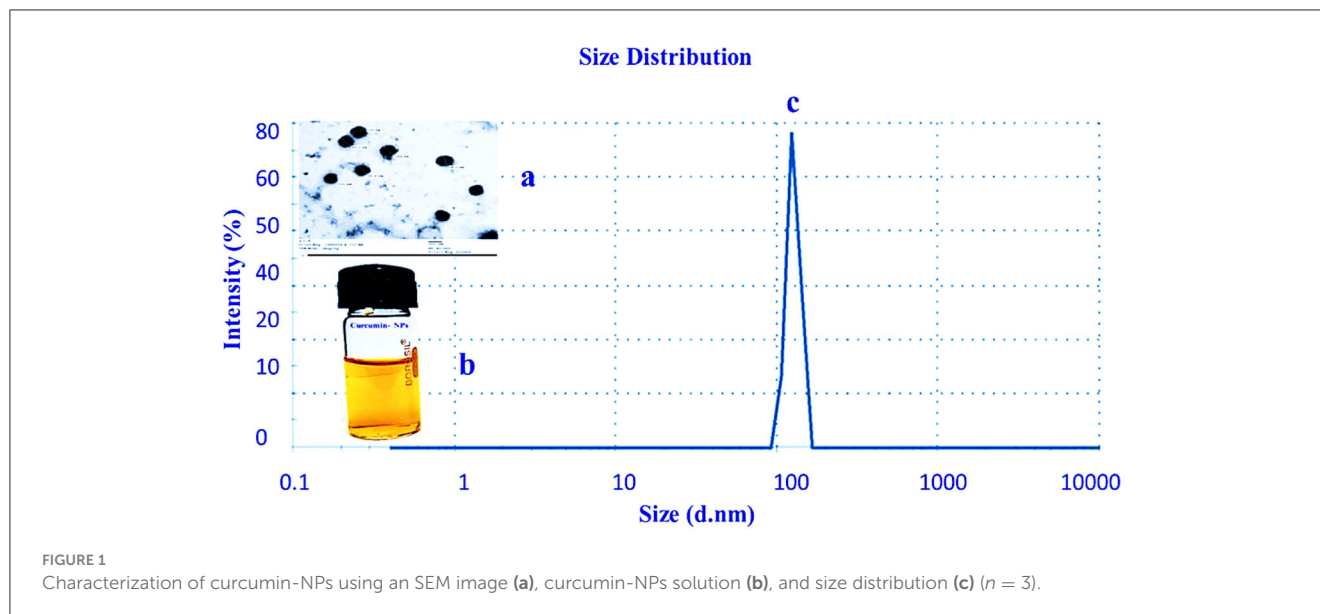 Size Distribution
c
80
60
50
40
20
10
0
Intensity (%)
a
Curcumin- NPs
BOROSIL®
b
0.1 1 10 100 1000 10000
Size (d.nm)
FIGURE 1
Characterization of curcumin-NPs using an SEM image (a), curcumin-NPs solution (b), and size distribution (c) (n = 3).